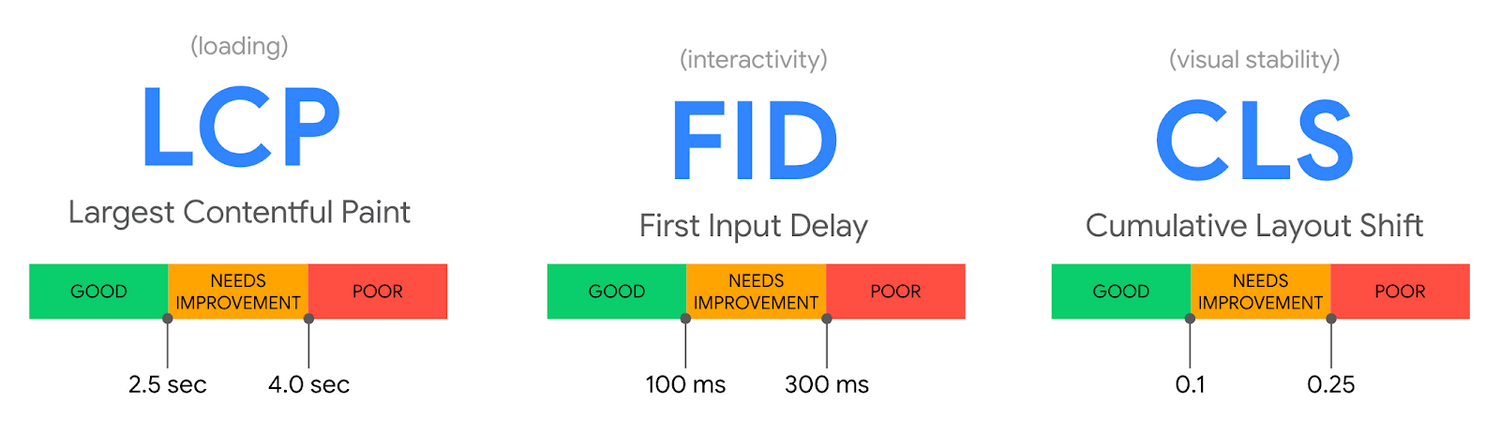 (loading)
LCP
Largest Contentful Paint
GOOD
NEEDS
IMPROVEMENT
POOR
2.5 sec
4.0 sec
(interactivity)
FID
First Input Delay
GOOD
NEEDS
IMPROVEMENT
POOR
100 ms
300 ms
(visual stability)
CLS
Cumulative Layout Shift
GOOD
NEEDS
IMPROVEMENT
POOR
0.1
0.25